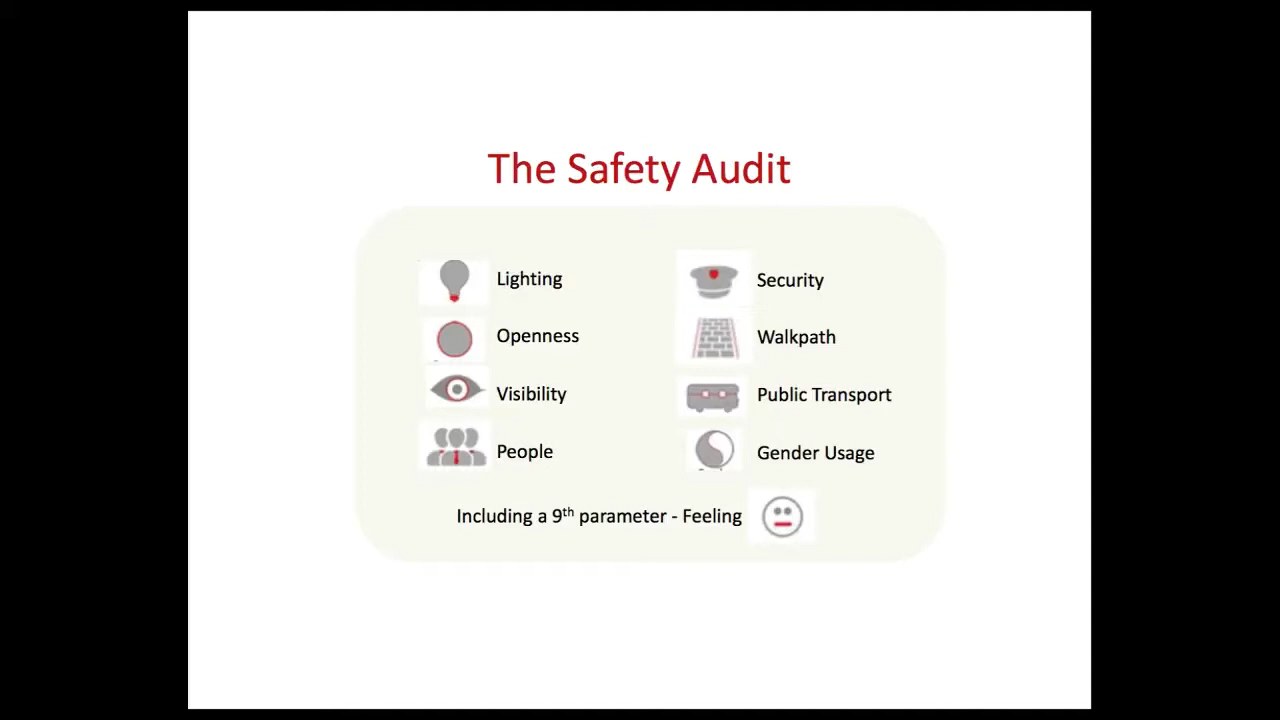 The Safety Audit
Lighting
Security
Openness
Walkpath
Visibility
Public Transport
People
Gender Usage
Including a 9th parameter - Feeling